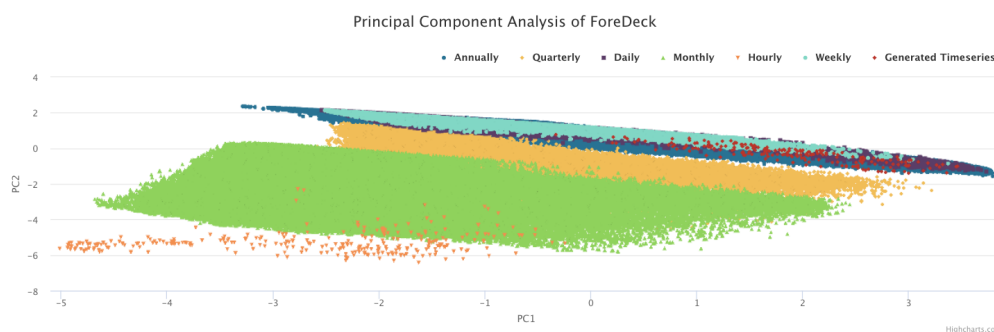 Principal Component Analysis of ForeDeck
Annually Quarterly Daily Monthly Hourly Weekly Generated Timeseries
4
2
0
−2
−4
−6
−8
PC2
−5 −4 −3 −2 −1 0 1 2 3
PC1
Highcharts.co